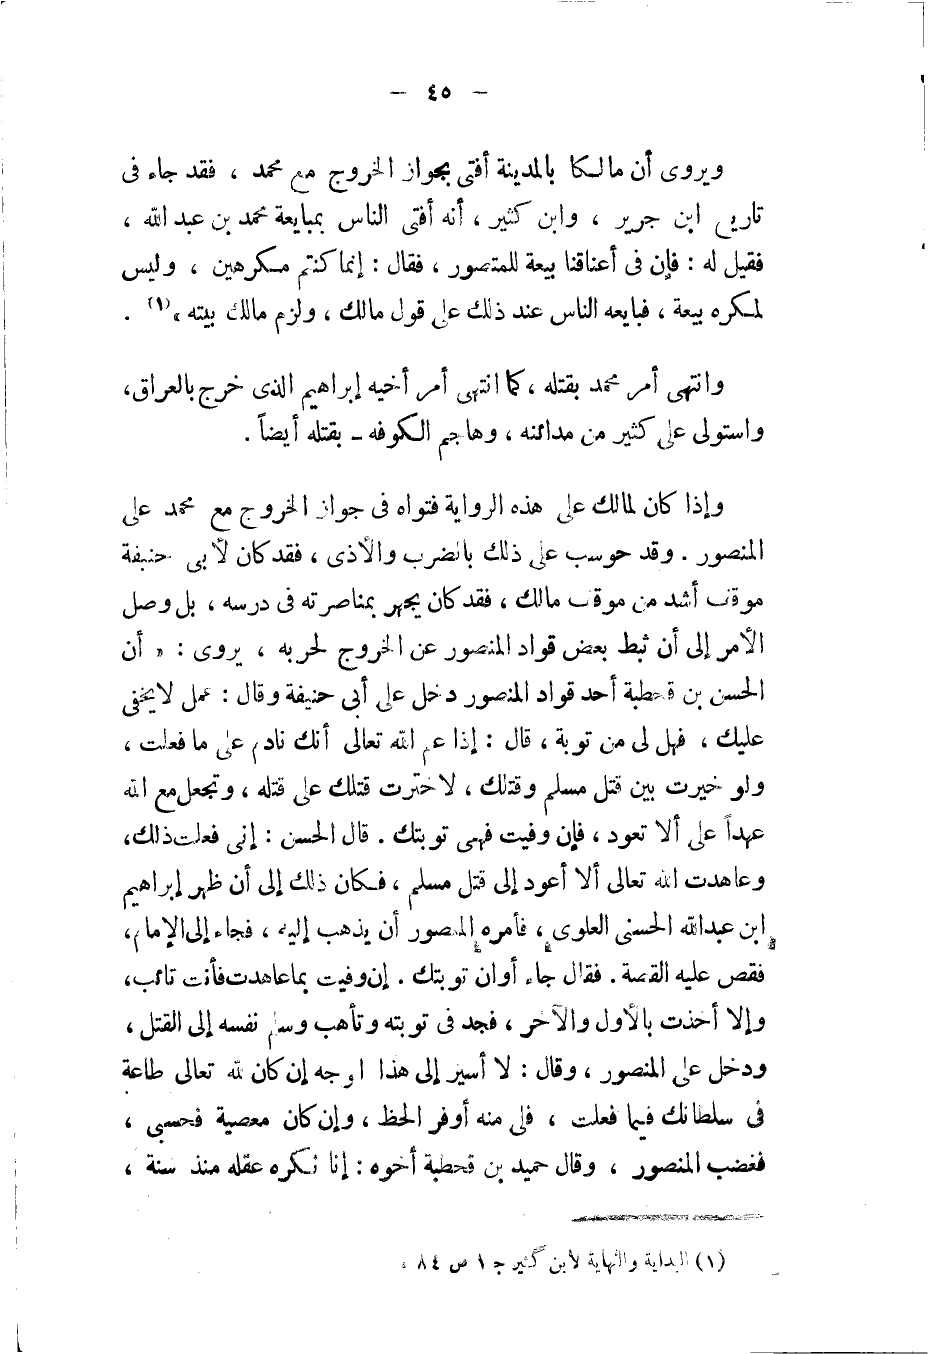 — ٤٥ —
ويروى أن مالكا بالمدينة أفتى بجواز الخروج مع محمد ، فقد جاء فى
تاريخ ابن جرير ، وابن كثير ، أنه أفتى الناس بمبايعة محمد بن عبد الله ،
فقيل له : فإن فى أعناقنا بيعة للمنصور ، فقال : إنما كنتم مكرهين ، وليس
لمكره بيعة ، فبايعه الناس عند ذلك على قول مالك ، ولزم مالك بيته »(١) .
وانتهى أمر محمد بقتله ، كما انتهى أمر أخيه إبراهيم الذى خرج بالعراق،
واستولى على كثير من مدائنه ، وهاجم الكوفه ـ بقتله أيضاً .
وإذا كان لمالك على هذه الرواية فتواه فى جواز الخروج مع محمد على
المنصور . وقد حوسب على ذلك بالضرب والأذى ، فقد كان لأبى حنيفة
موقف أشد من موقف مالك ، فقد كان يجهر بمناصرته فى درسه ، بل وصل
الأمر إلى أن ثبط بعض قواد المنصور عن الخروج لحربه ، يروى : « أن
الحسن بن قحطبة أحد قواد المنصور دخل على أبى حنيفة وقال : عمل لايخفى
عليك ، فهل لى من توبة ، قال : إذا علم الله تعالى أنك نادم على ما فعلت ،
ولو خيرت بين قتل مسلم وقتلك ، لاخترت قتلك على قتله ، وتجعل مع الله
عهداً على ألا تعود ، فإن وفيت فهى توبتك . قال الحسن : إنى فعلت ذلك،
وعاهدت الله تعالى ألا أعود إلى قتل مسلم ، فكان ذلك إلى أن ظهر إبراهيم
ابن عبدالله الحسنى العلوى ، فأمره المنصور أن يذهب إليه ، فجاء إلى الإمام،
فقص عليه القصة . فقال جاء أوان توبتك . إن وفيت بما عاهدت فأنت تائب،
وإلا أخذت بالأول والآخر ، فجد فى توبته وتأهب وسلم نفسه إلى القتل ،
ودخل على المنصور ، وقال : لا أسير إلى هذا الوجه إن كان لله تعالى طاعة
فى سلطانك فيما فعلت ، فلى منه أوفر الحظ ، وإن كان معصية فحسبى ،
فغضب المنصور ، وقال حميد بن قحطبة أخوه : إنا نكره عقله منذ سنة ،
(١) البداية والنهاية لابن كثير ج ١ ص ٨٤ .